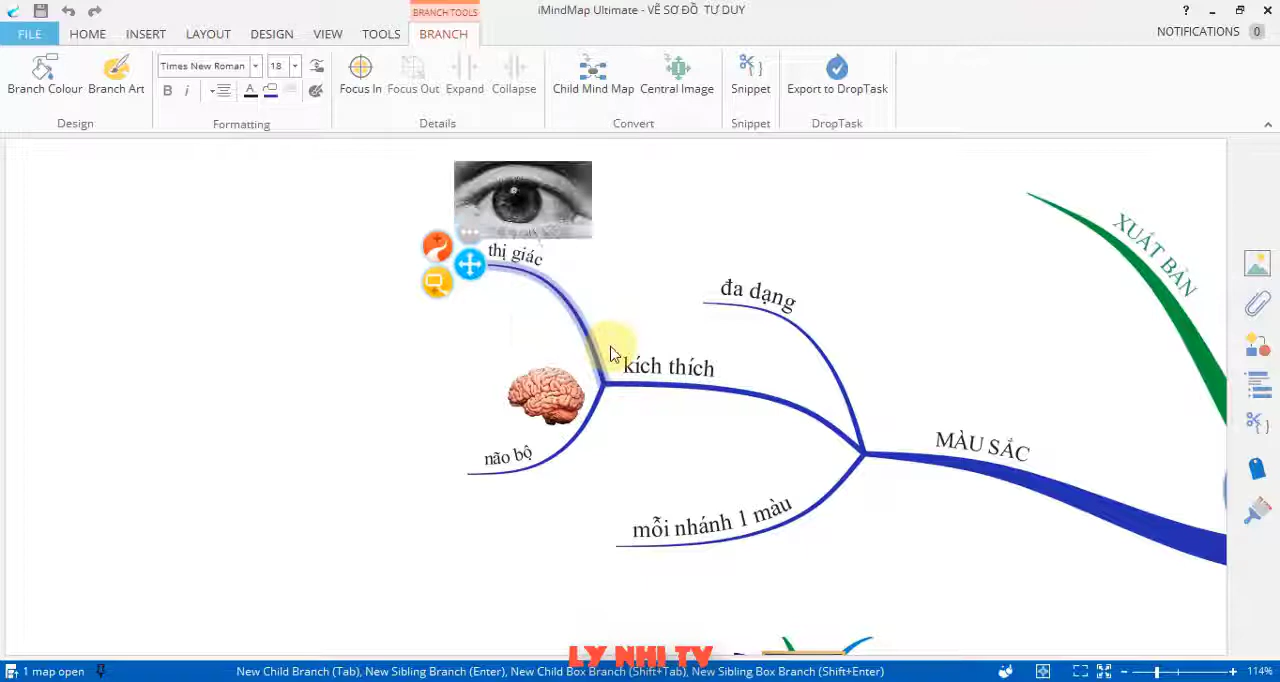 BRANCH TOOLS
iMindMap Ultimate - VẼ SƠ ĐỒ TƯ DUY
FILE HOME INSERT LAYOUT DESIGN VIEW TOOLS BRANCH
NOTIFICATIONS 0
Times New Roman 18
B i A
Branch Colour Branch Art Focus In Focus Out Expand Collapse Child Mind Map Central Image Snippet Export to DropTask
Design Formatting Details Convert Snippet DropTask
thị giác
XUẤT BẢN
đa dạng
kích thích
MÀU SẮC
não bộ
mỗi nhánh 1 màu
LY NHI TV
1 map open
New Child Branch (Tab), New Sibling Branch (Enter), New Child Box Branch (Shift+Tab), New Sibling Box Branch (Shift+Enter)
114%